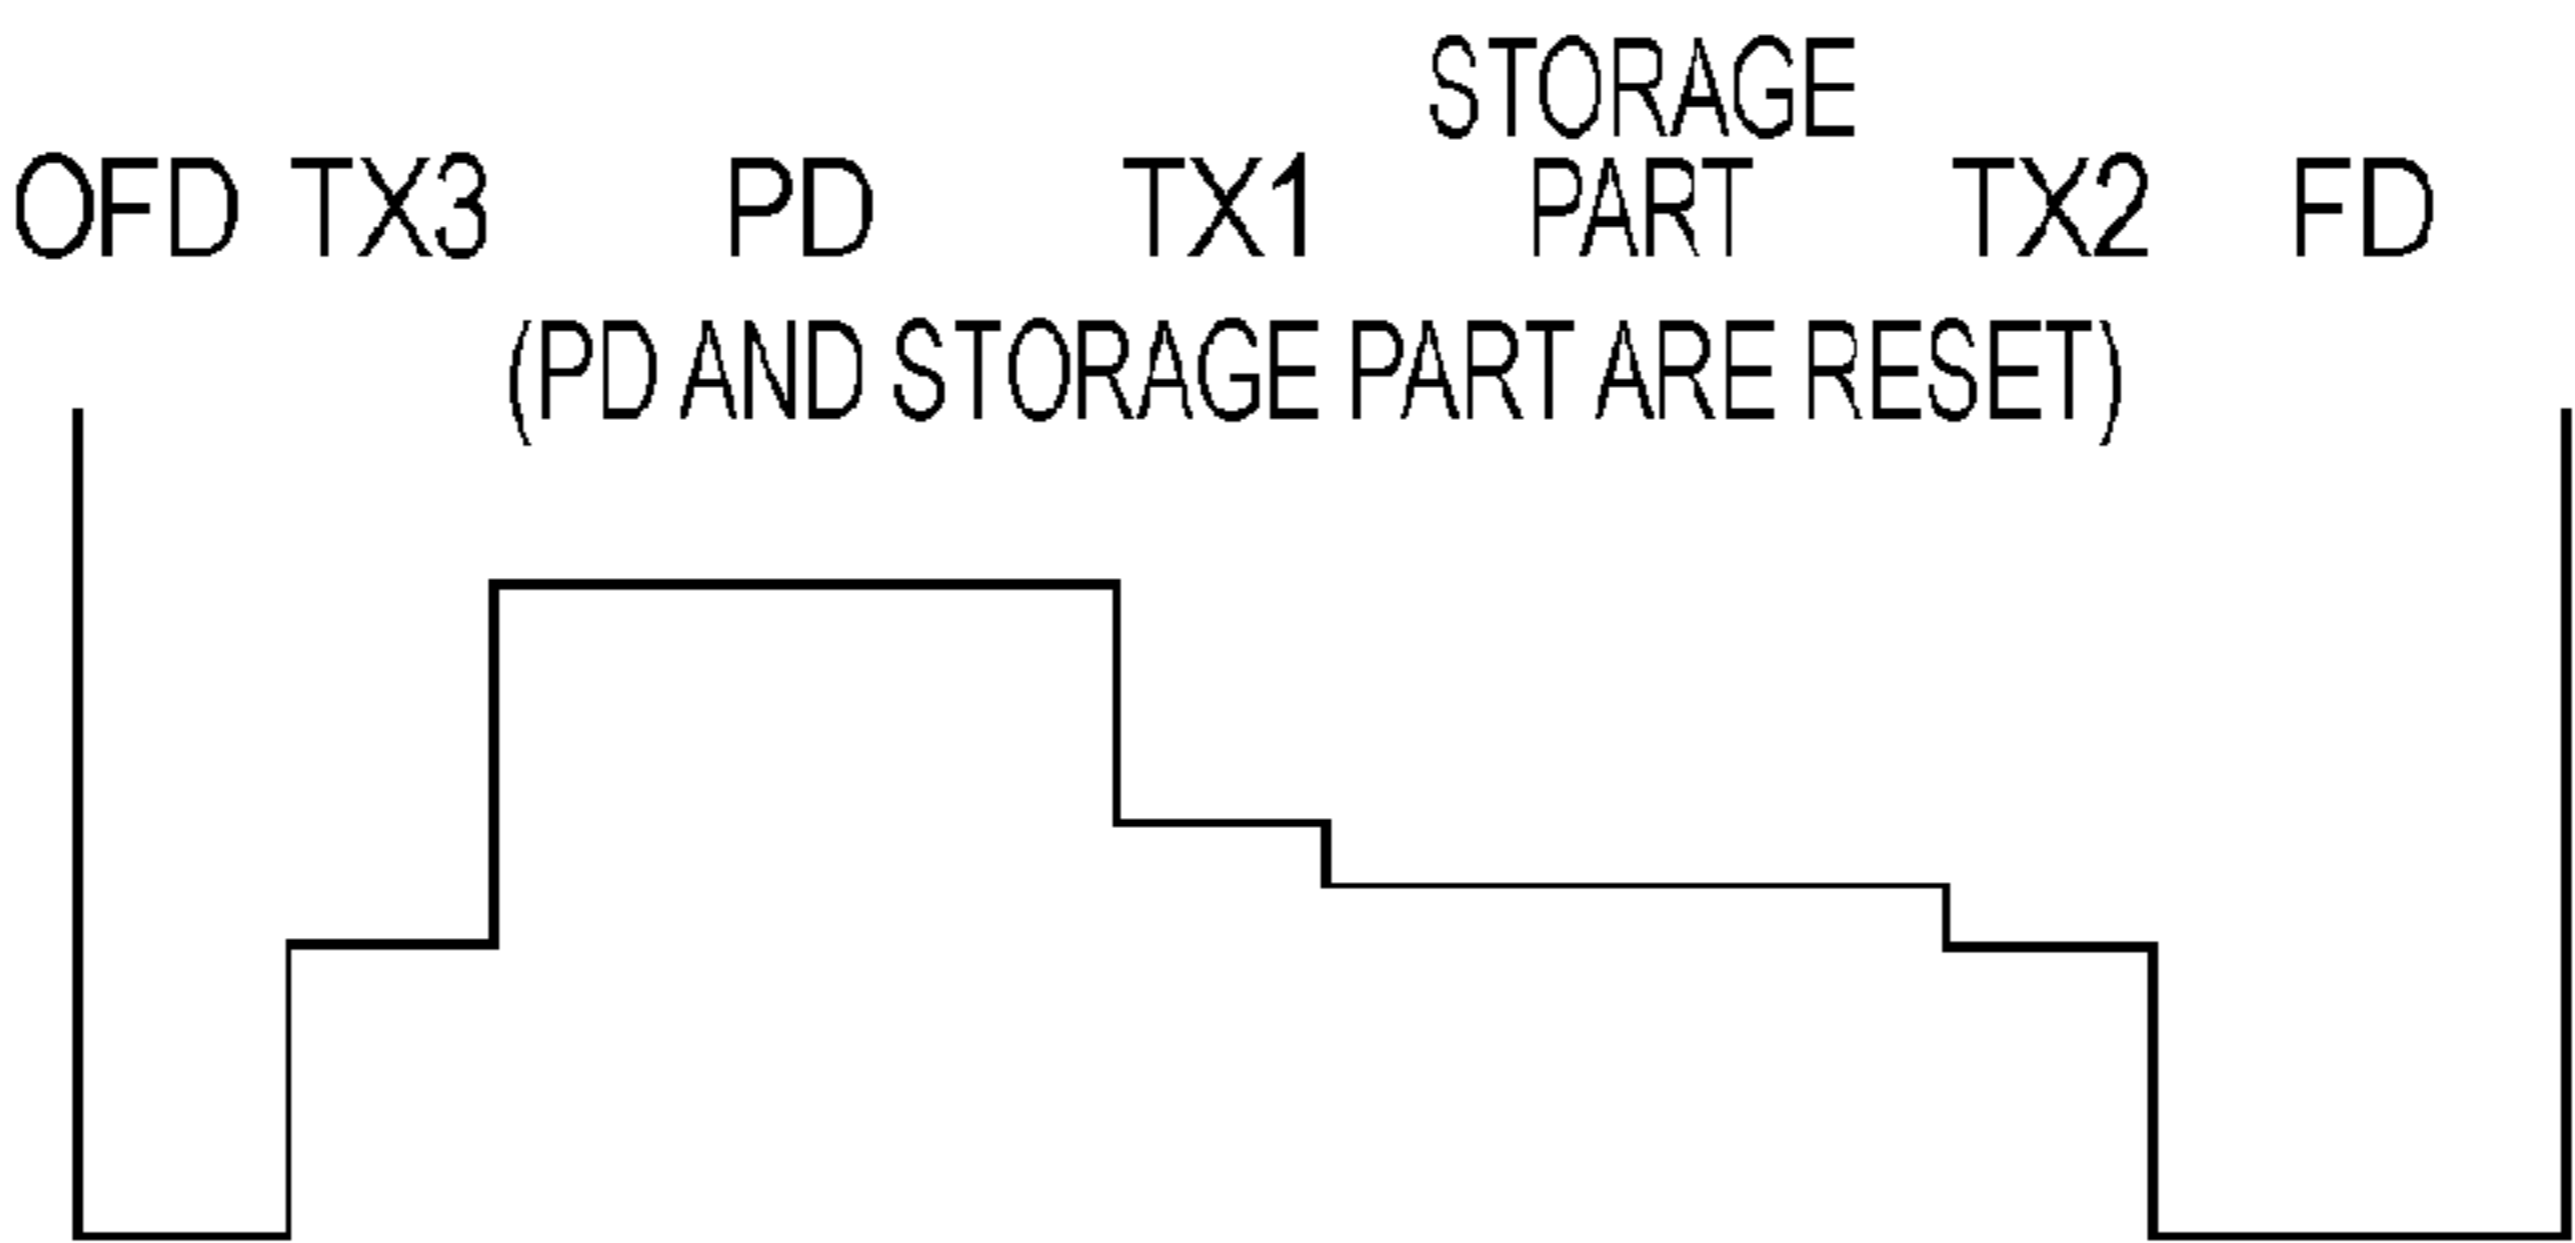 OFD TX3 PD TX1 STORAGE PART TX2 FD
(PD AND STORAGE PART ARE RESET)